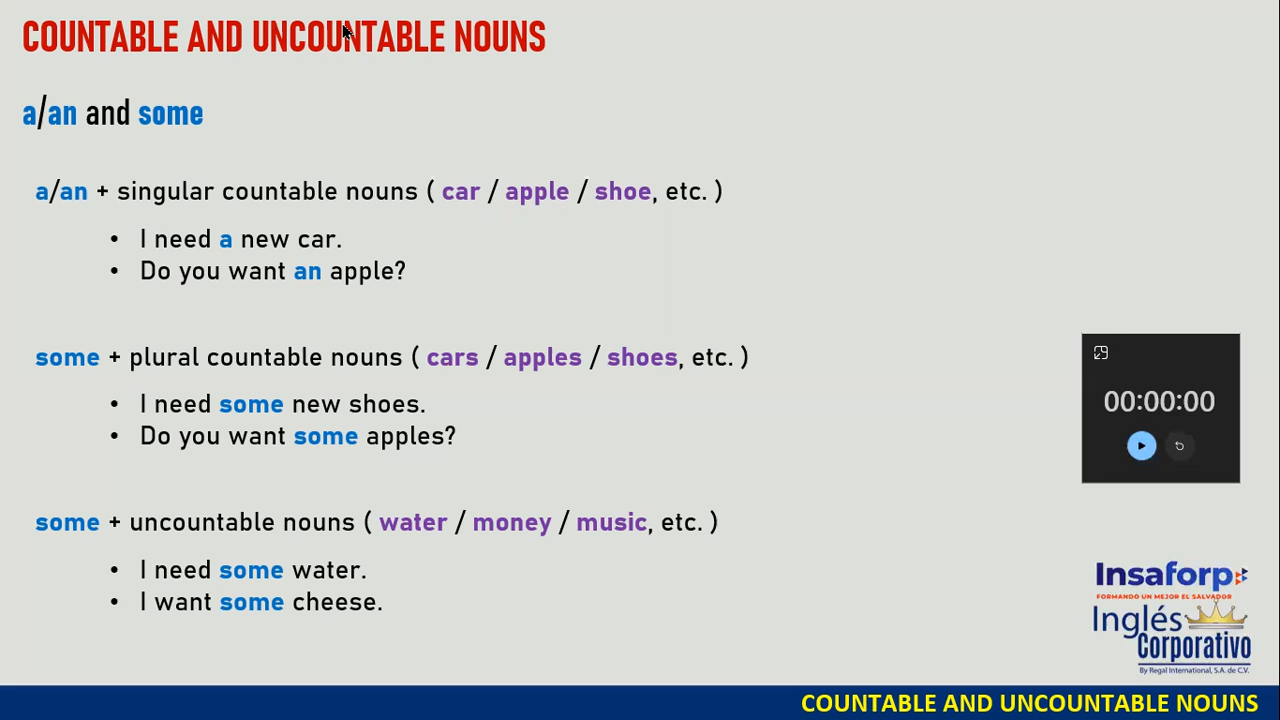 COUNTABLE AND UNCOUNTABLE NOUNS
a/an and some
a/an + singular countable nouns ( car / apple / shoe, etc. )
• I need a new car.
• Do you want an apple?
some + plural countable nouns ( cars / apples / shoes, etc. )
• I need some new shoes.
• Do you want some apples?
00:00:00
some + uncountable nouns ( water / money / music, etc. )
• I need some water.
• I want some cheese.
Insaforp
FORMANDO UN MEJOR EL SALVADOR
Inglés
Corporativo
By Regal International, S.A. de C.V.
COUNTABLE AND UNCOUNTABLE NOUNS